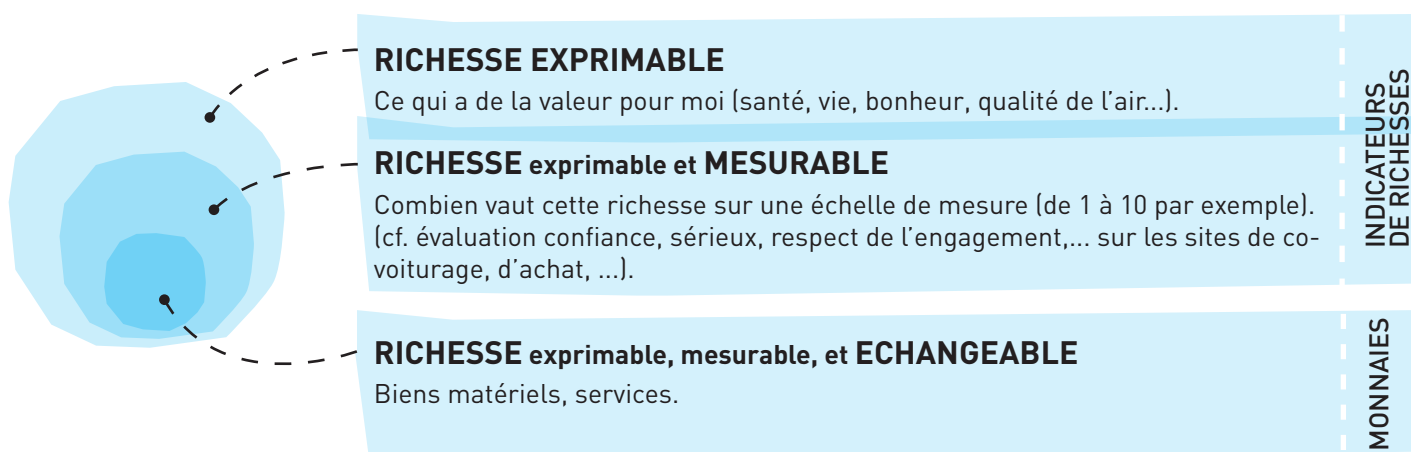 RICHESSE EXPRIMABLE
Ce qui a de la valeur pour moi (santé, vie, bonheur, qualité de l'air...).
RICHESSE exprimable et MESURABLE
Combien vaut cette richesse sur une échelle de mesure (de 1 à 10 par exemple).
(cf. évaluation confiance, sérieux, respect de l'engagement,... sur les sites de co-
voiturage, d'achat, ...).
INDICATEURS
DE RICHESSES
RICHESSE exprimable, mesurable, et ECHANGEABLE
Biens matériels, services.
MONNAIES